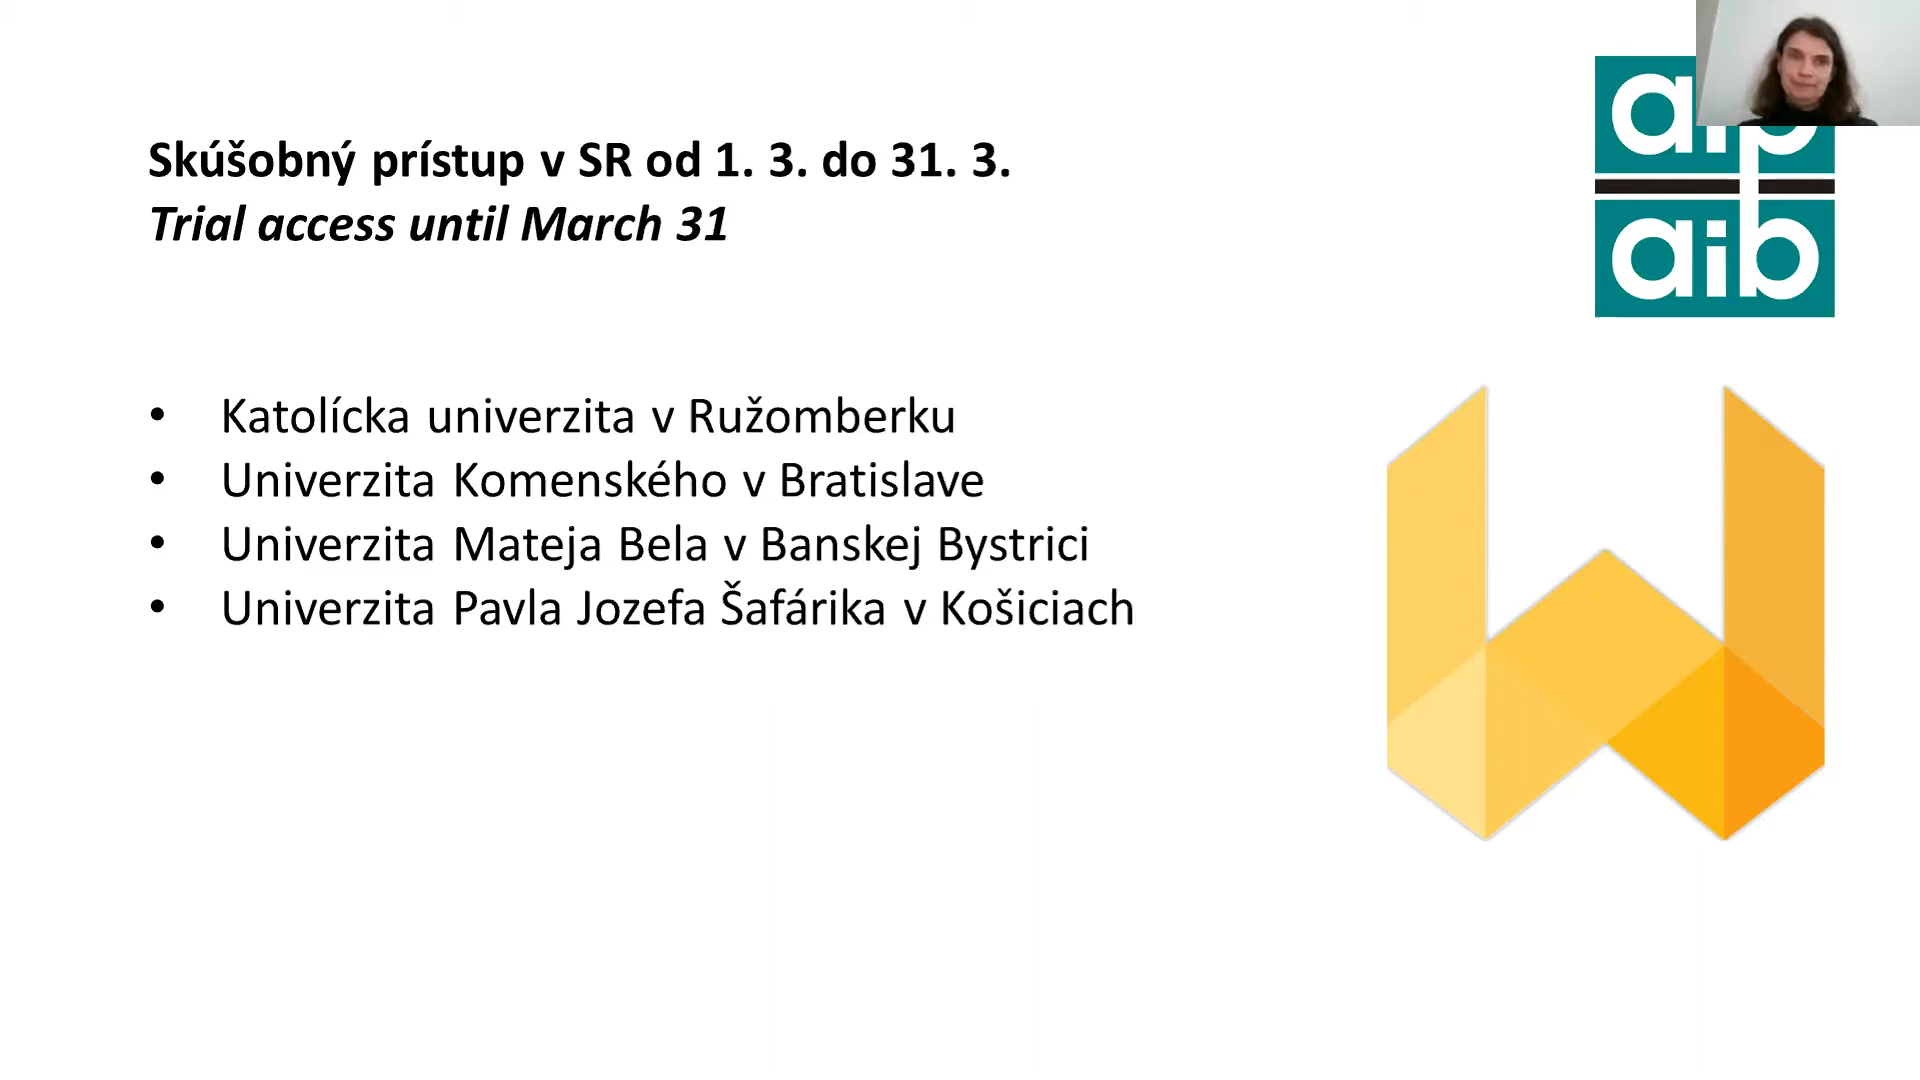 Skúšobný prístup v SR od 1. 3. do 31. 3.
Trial access until March 31
aip
aib
• Katolícka univerzita v Ružomberku
• Univerzita Komenského v Bratislave
• Univerzita Mateja Bela v Banskej Bystrici
• Univerzita Pavla Jozefa Šafárika v Košiciach